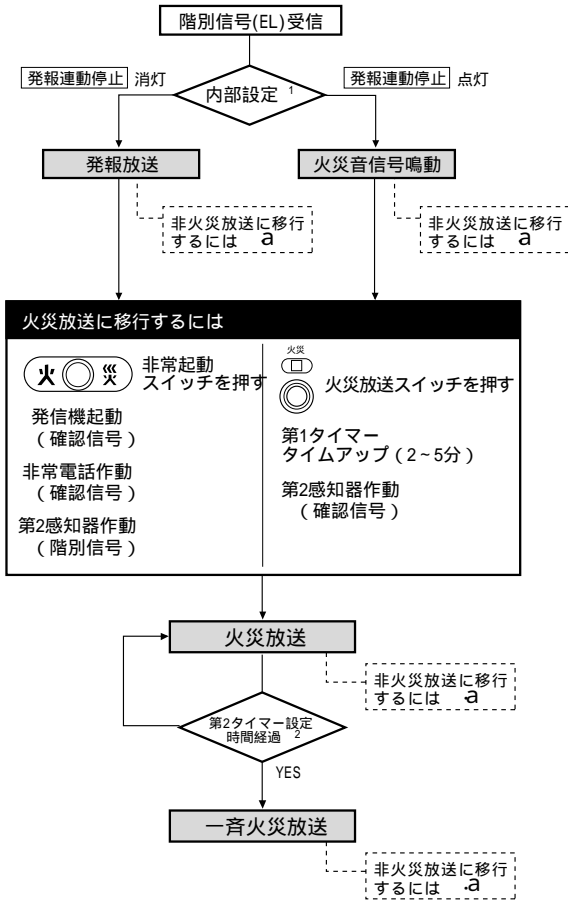 階別信号(EL)受信
発報連動停止 消灯
発報連動停止 点灯
内部設定 1
発報放送
火災音信号鳴動
非火災放送に移行
するには a
非火災放送に移行
するには a
火災放送に移行するには
火 災
非常起動
スイッチを押す
発信機起動
(確認信号)
非常電話作動
(確認信号)
第2感知器作動
(階別信号)
火災
火災放送スイッチを押す
第1タイマー
タイムアップ(2~5分)
第2感知器作動
(確認信号)
火災放送
非火災放送に移行
するには .a
第2タイマー設定
時間経過 2
YES
一斉火災放送
非火災放送に移行
するには .a